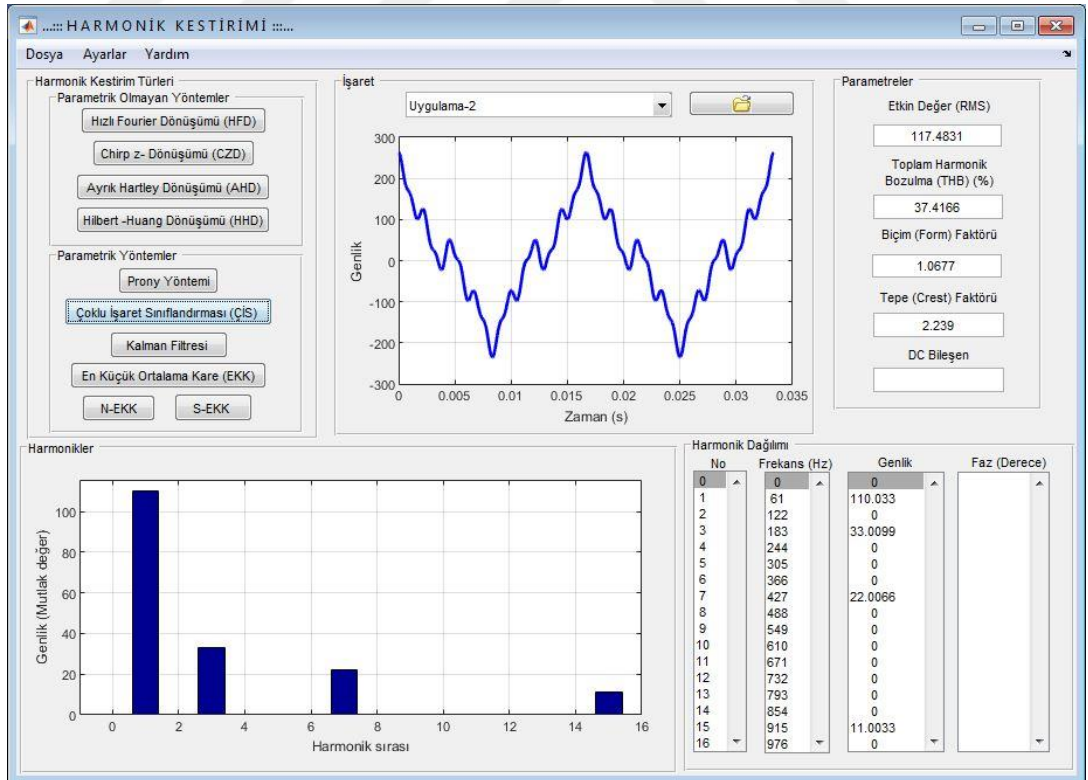 ...::: HARMONİK KESTİRİMİ :::...
Dosya Ayarlar Yardım
Harmonik Kestirim Türleri
Parametrik Olmayan Yöntemler
Hızlı Fourier Dönüşümü (HFD)
Chirp z- Dönüşümü (CZD)
Ayrık Hartley Dönüşümü (AHD)
Hilbert -Huang Dönüşümü (HHD)
Parametrik Yöntemler
Prony Yöntemi
Çoklu İşaret Sınıflandırması (ÇİS)
Kalman Filtresi
En Küçük Ortalama Kare (EKK)
N-EKK S-EKK
İşaret
Uygulama-2
300
200
100
0
-100
-200
-300
Genlik
0 0.005 0.01 0.015 0.02 0.025 0.03 0.035
Zaman (s)
Parametreler
Etkin Değer (RMS)
117.4831
Toplam Harmonik
Bozulma (THB) (%)
37.4166
Biçim (Form) Faktörü
1.0677
Tepe (Crest) Faktörü
2.239
DC Bileşen
Harmonikler
100
80
60
40
20
0
Genlik (Mutlak değer)
0 2 4 6 8 10 12 14 16
Harmonik sırası
Harmonik Dağılımı
No Frekans (Hz) Genlik Faz (Derece)
0 0 0
1 61 110.033
2 122 0
3 183 33.0099
4 244 0
5 305 0
6 366 0
7 427 22.0066
8 488 0
9 549 0
10 610 0
11 671 0
12 732 0
13 793 0
14 854 0
15 915 11.0033
16 976 0